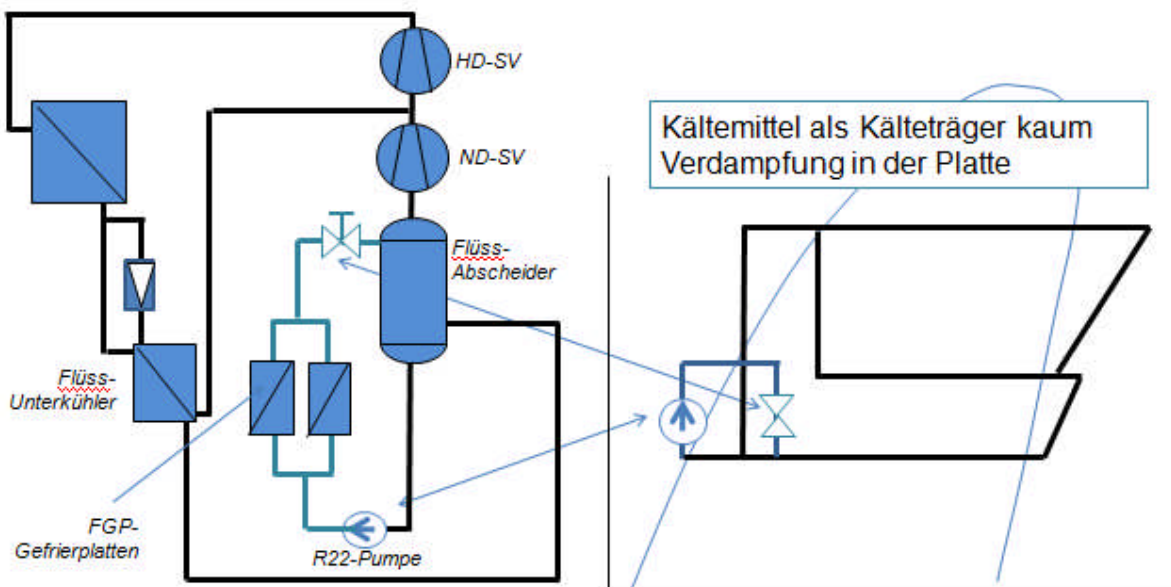 HD-SV
Kältemittel als Kälteträger kaum
Verdampfung in der Platte
ND-SV
Flüss-
Abscheider
Flüss-
Unterkühler
FGP-
Gefrierplatten
R22-Pumpe